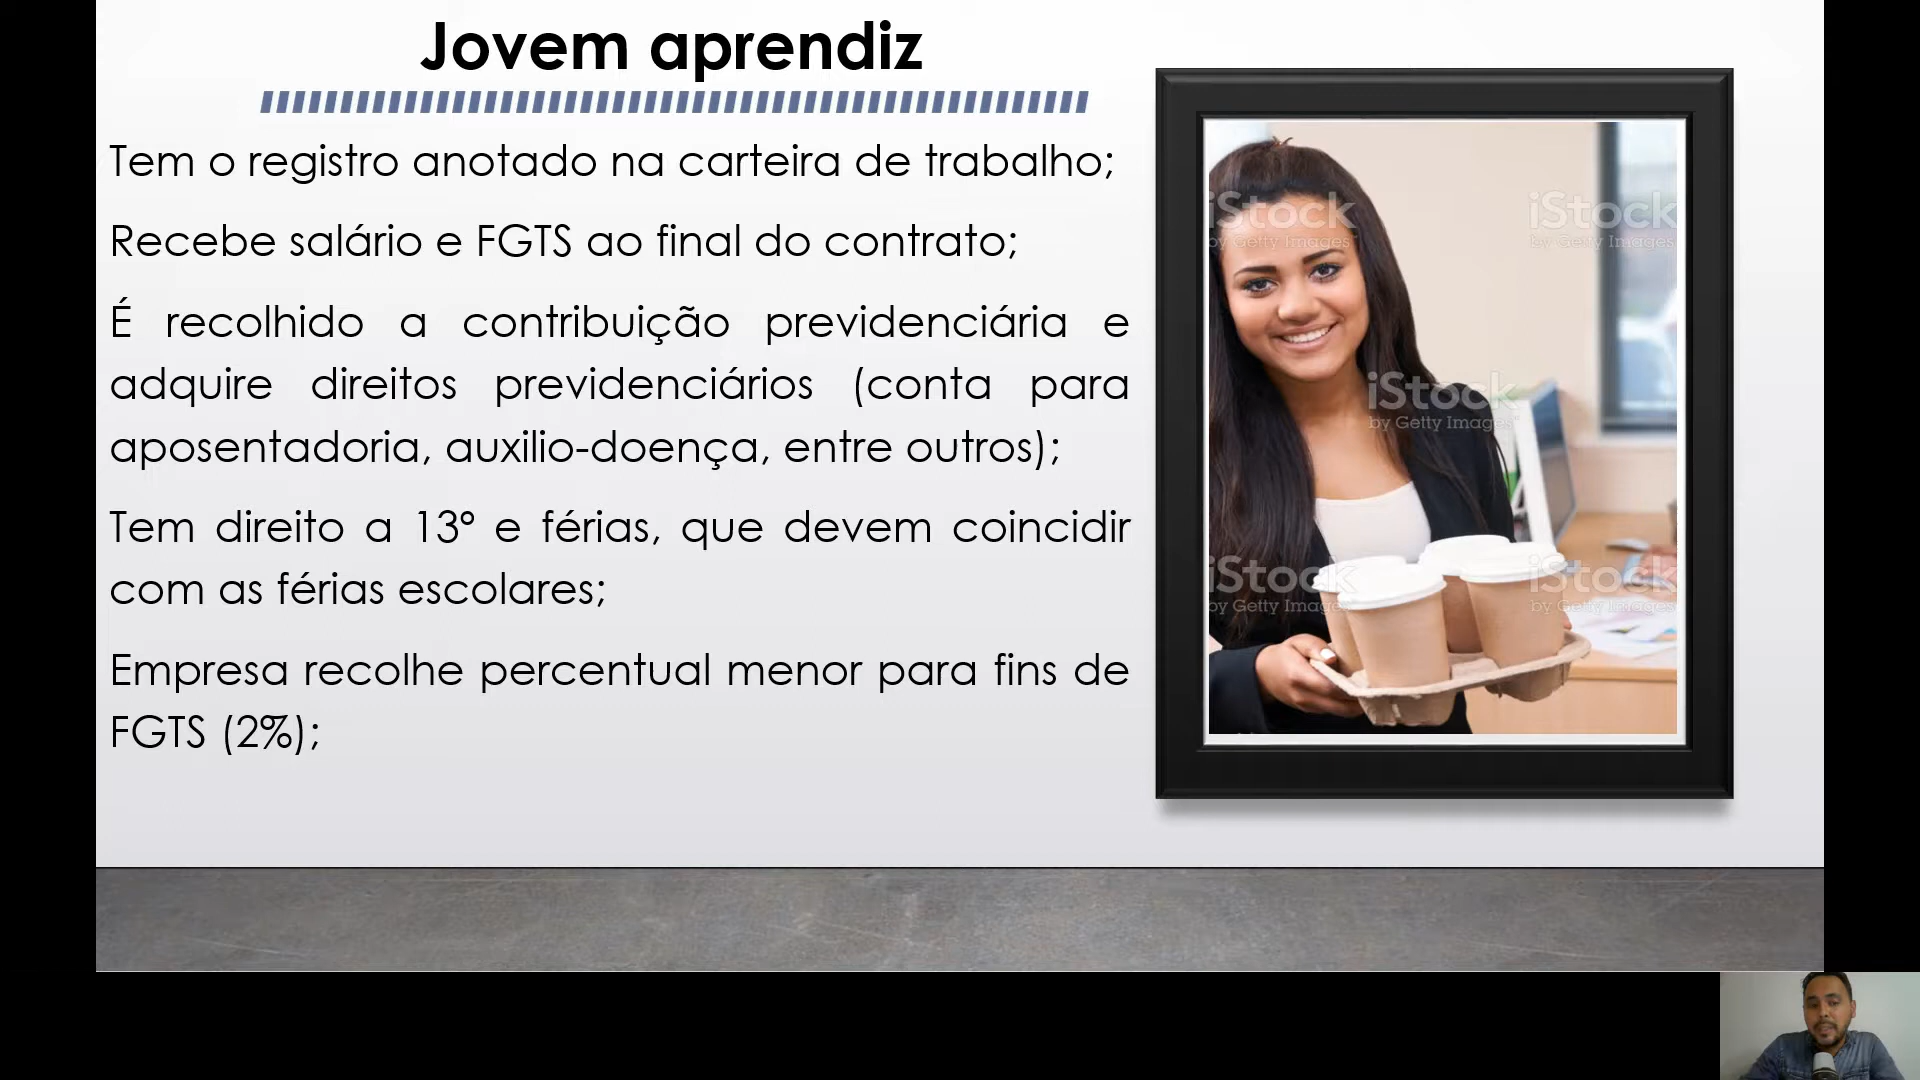 Jovem aprendiz
Tem o registro anotado na carteira de trabalho;
Recebe salário e FGTS ao final do contrato;
É recolhido a contribuição previdenciária e
adquire direitos previdenciários (conta para
aposentadoria, auxilio-doença, entre outros);
Tem direito a 13º e férias, que devem coincidir
com as férias escolares;
Empresa recolhe percentual menor para fins de
FGTS (2%);
iStock
by Getty Images
iStock
by Getty Images
iStock
by Getty Images
iStock
by Getty Images
iStock
by Getty Images